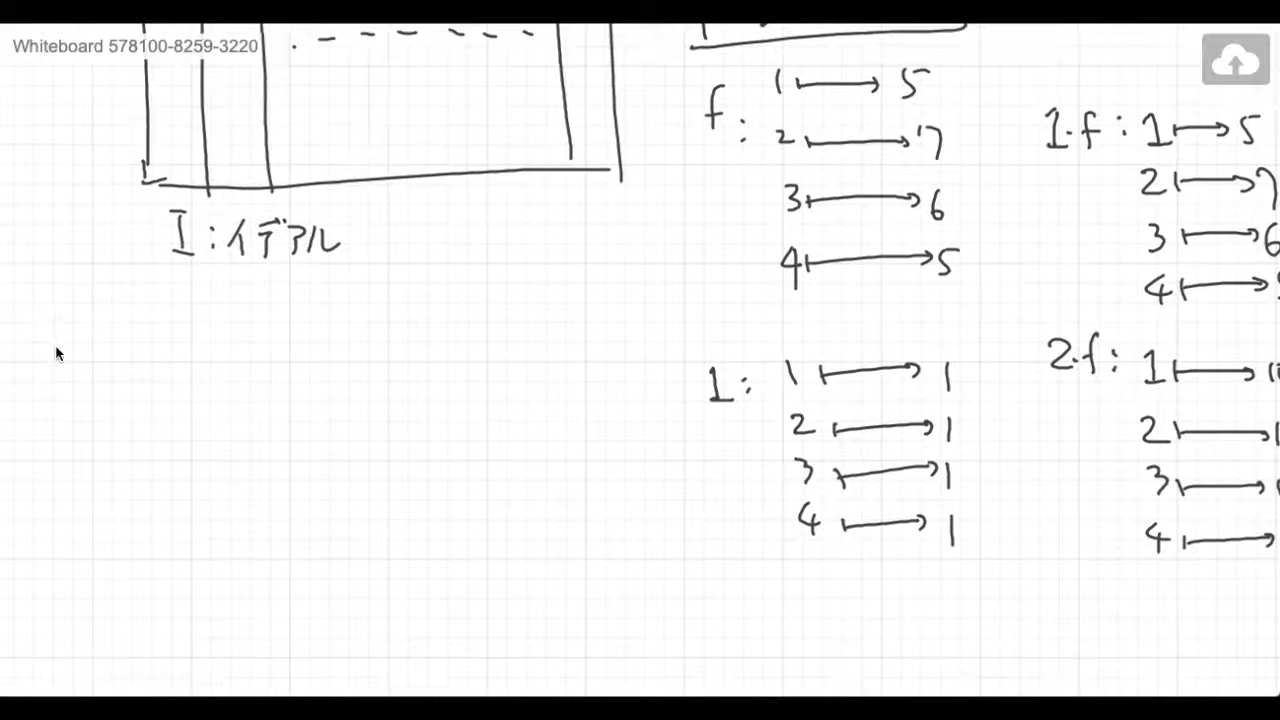 Whiteboard 578100-8259-3220
I:イデアル
f: 1 ↦ 5
2 ↦ 7
3 ↦ 6
4 ↦ 5
1: 1 ↦ 1
2 ↦ 1
3 ↦ 1
4 ↦ 1
1・f: 1 ↦ 5
2 ↦ 7
3 ↦ 6
4 ↦
2・f: 1 ↦
2 ↦
3 ↦
4 ↦